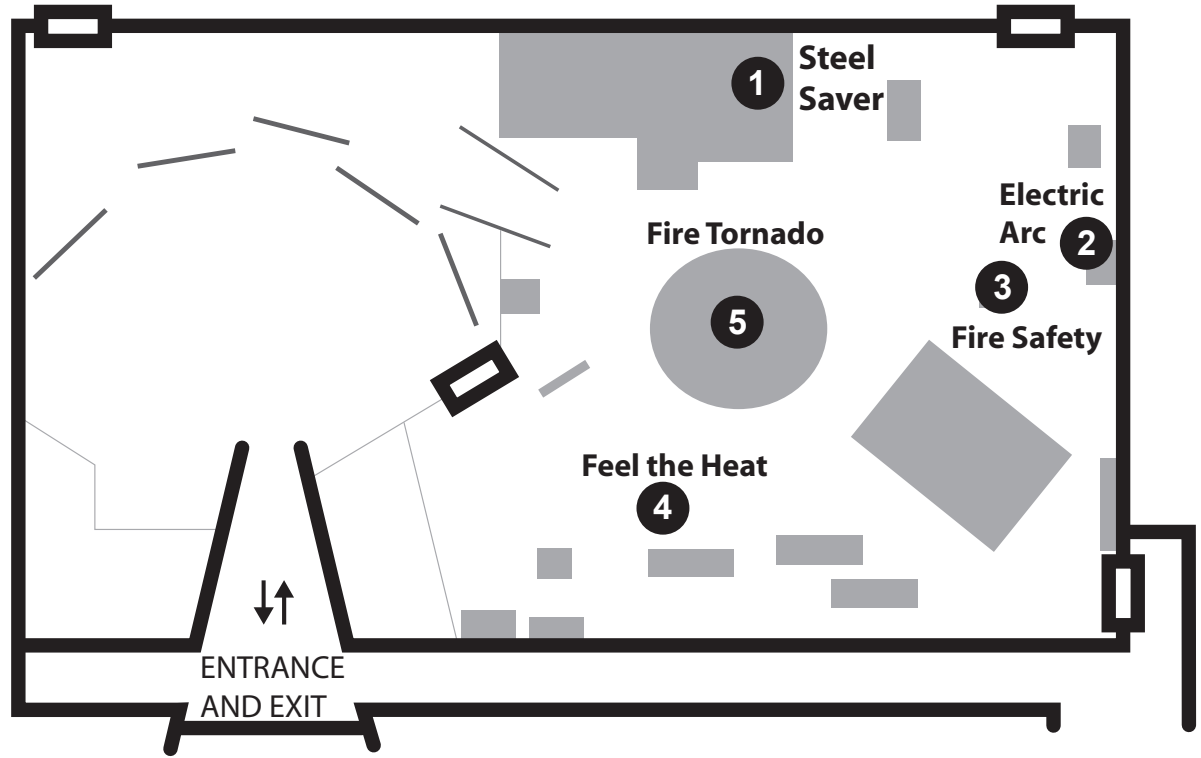 1
Steel
Saver
Electric
Arc
2
Fire Tornado
3
5
Fire Safety
Feel the Heat
4
ENTRANCE
AND EXIT